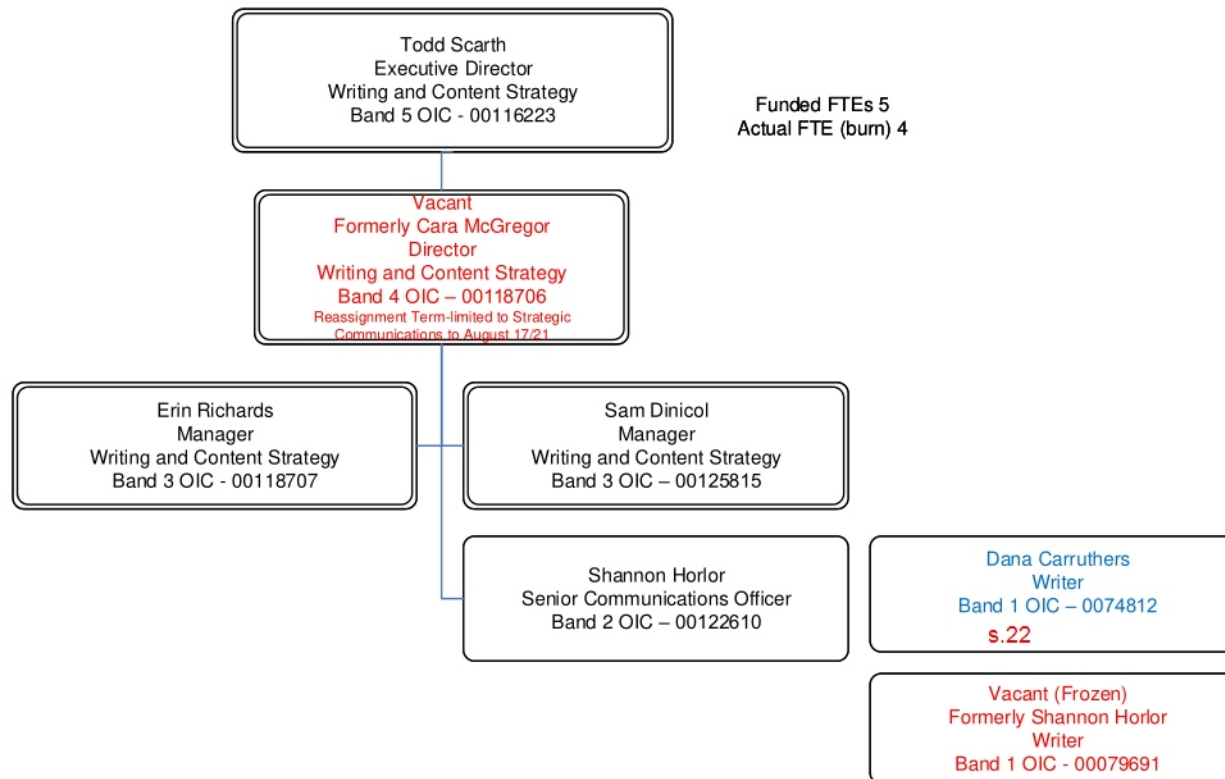 Todd Scarth
Executive Director
Writing and Content Strategy
Band 5 OIC - 00116223
Funded FTEs 5
Actual FTE (burn) 4
Vacant
Formerly Cara McGregor
Director
Writing and Content Strategy
Band 4 OIC – 00118706
Reassignment Term-limited to Strategic
Communications to August 17/21
Erin Richards
Manager
Writing and Content Strategy
Band 3 OIC - 00118707
Sam Dinicol
Manager
Writing and Content Strategy
Band 3 OIC – 00125815
Shannon Horlor
Senior Communications Officer
Band 2 OIC – 00122610
Dana Carruthers
Writer
Band 1 OIC – 0074812
s.22
Vacant (Frozen)
Formerly Shannon Horlor
Writer
Band 1 OIC - 00079691